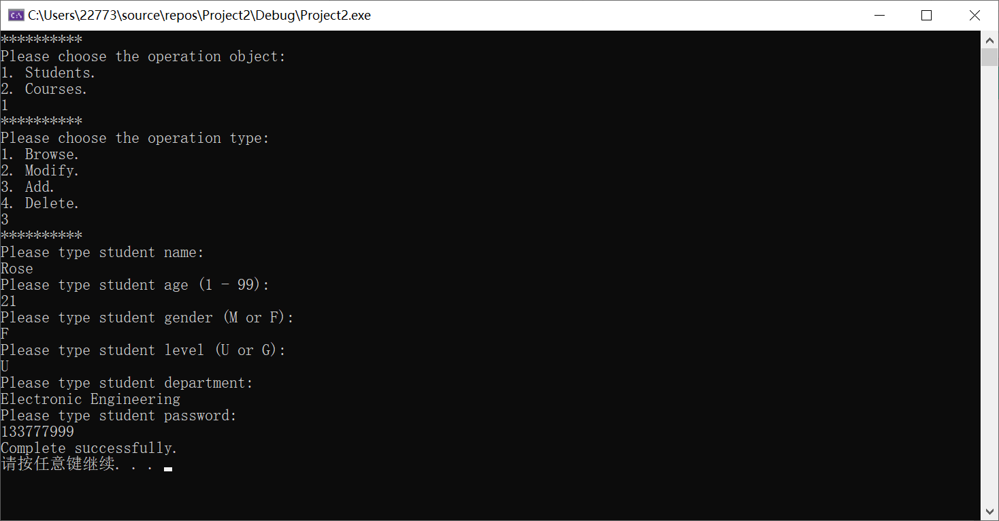 C:\Users\22773\source\repos\Project2\Debug\Project2.exe
**********
Please choose the operation object:
1. Students.
2. Courses.
1
**********
Please choose the operation type:
1. Browse.
2. Modify.
3. Add.
4. Delete.
3
**********
Please type student name:
Rose
Please type student age (1 - 99):
21
Please type student gender (M or F):
F
Please type student level (U or G):
U
Please type student department:
Electronic Engineering
Please type student password:
133777999
Complete successfully.
请按任意键继续. . .